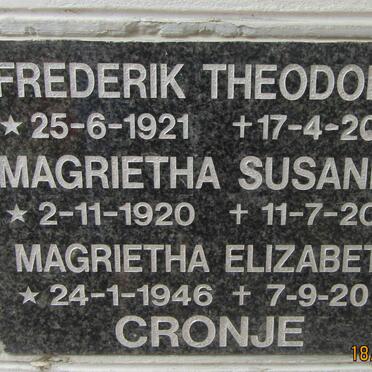 FREDERIK THEODOR
★ 25-6-1921 +17-4-20
MAGRIETHA SUSAN
★ 2-11-1920 + 11-7-20
MAGRIETHA ELIZABET
★ 24-1-1946 + 7-9-20
CRONJE
18